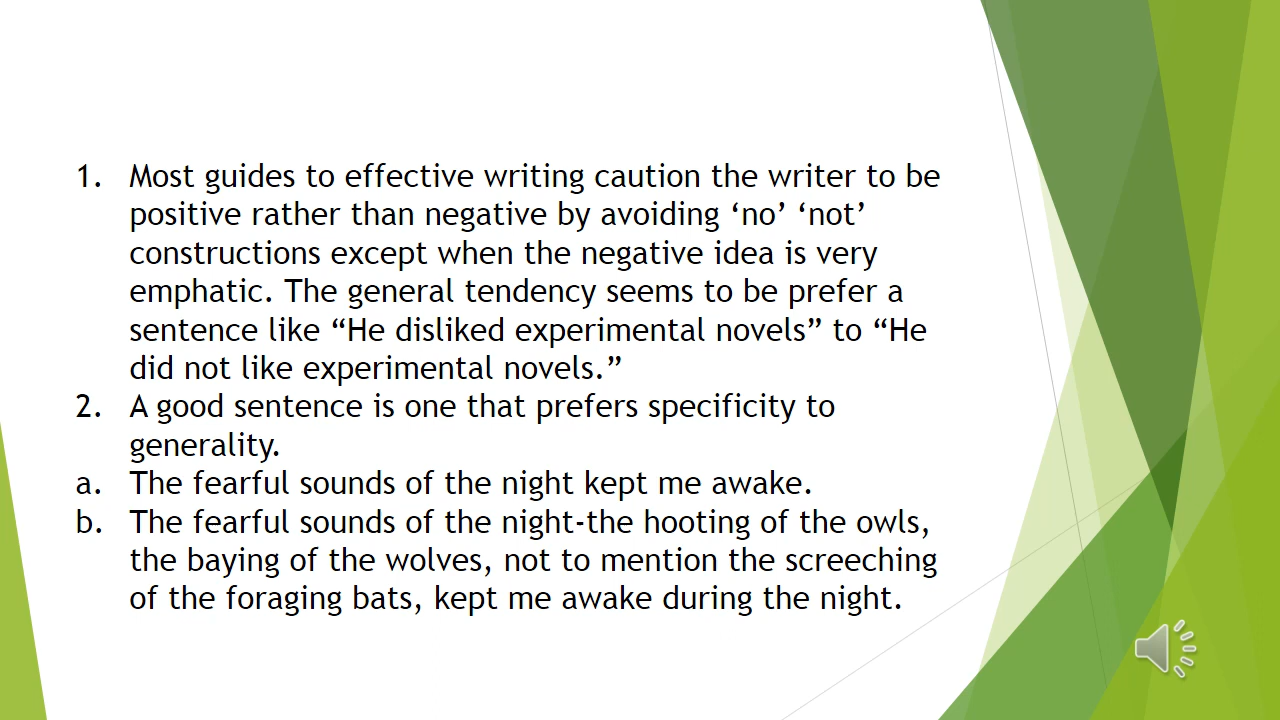 1. Most guides to effective writing caution the writer to be
positive rather than negative by avoiding ‘no’ ‘not’
constructions except when the negative idea is very
emphatic. The general tendency seems to be prefer a
sentence like “He disliked experimental novels” to “He
did not like experimental novels.”
2. A good sentence is one that prefers specificity to
generality.
a. The fearful sounds of the night kept me awake.
b. The fearful sounds of the night-the hooting of the owls,
the baying of the wolves, not to mention the screeching
of the foraging bats, kept me awake during the night.